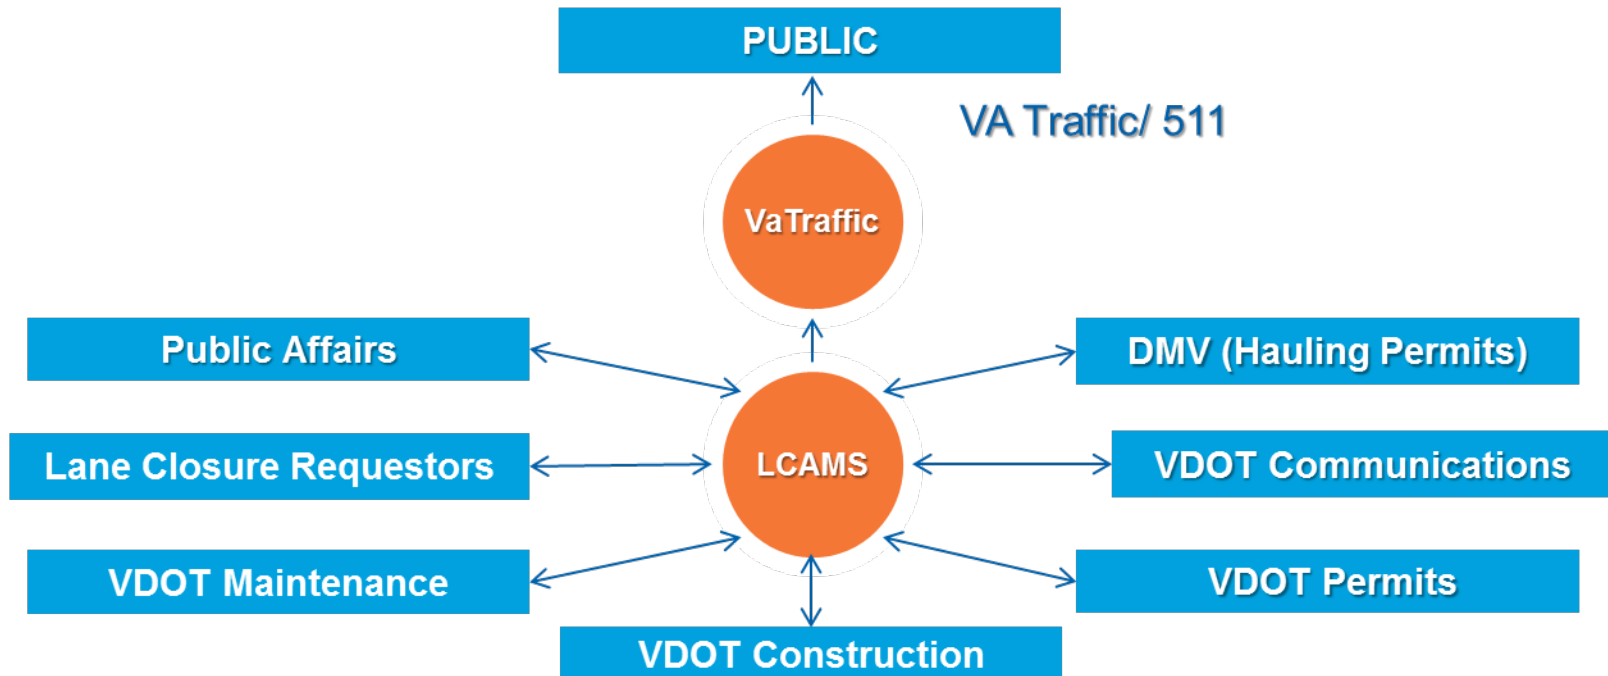 PUBLIC
VA Traffic/ 511
VaTraffic
Public Affairs
DMV (Hauling Permits)
Lane Closure Requestors
LCAMS
VDOT Communications
VDOT Maintenance
VDOT Permits
VDOT Construction